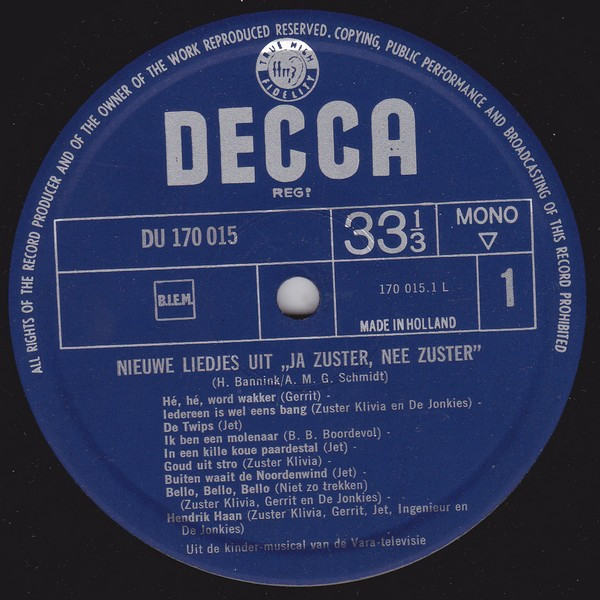 ALL RIGHTS OF THE RECORD PRODUCER AND OF THE OWNER OF THE WORK REPRODUCED RESERVED. COPYING, PUBLIC PERFORMANCE AND BROADCASTING OF THIS RECORD PROHIBITED
TRUE HIGH
ffrr
FIDELITY
DECCA
REGD
DU 170 015
33 1/3
MONO
▽
B.I.E.M.
170 015.1 L
1
MADE IN HOLLAND
NIEUWE LIEDJES UIT „JA ZUSTER, NEE ZUSTER”
(H. Bannink/A. M. G. Schmidt)
Hé, hé, word wakker (Gerrit) -
Iedereen is wel eens bang (Zuster Klivia en De Jonkies) -
De Twips (Jet)
Ik ben een molenaar (B. B. Boordevol) -
In een kille koue paardestal (Jet) -
Goud uit stro (Zuster Klivia) -
Buiten waait de Noordenwind (Jet) -
Bello, Bello, Bello (Niet zo trekken)
(Zuster Klivia, Gerrit en De Jonkies) -
Hendrik Haan (Zuster Klivia, Gerrit, Jet, Ingenieur en
De Jonkies)
Uit de kinder-musical van de Vara-televisie